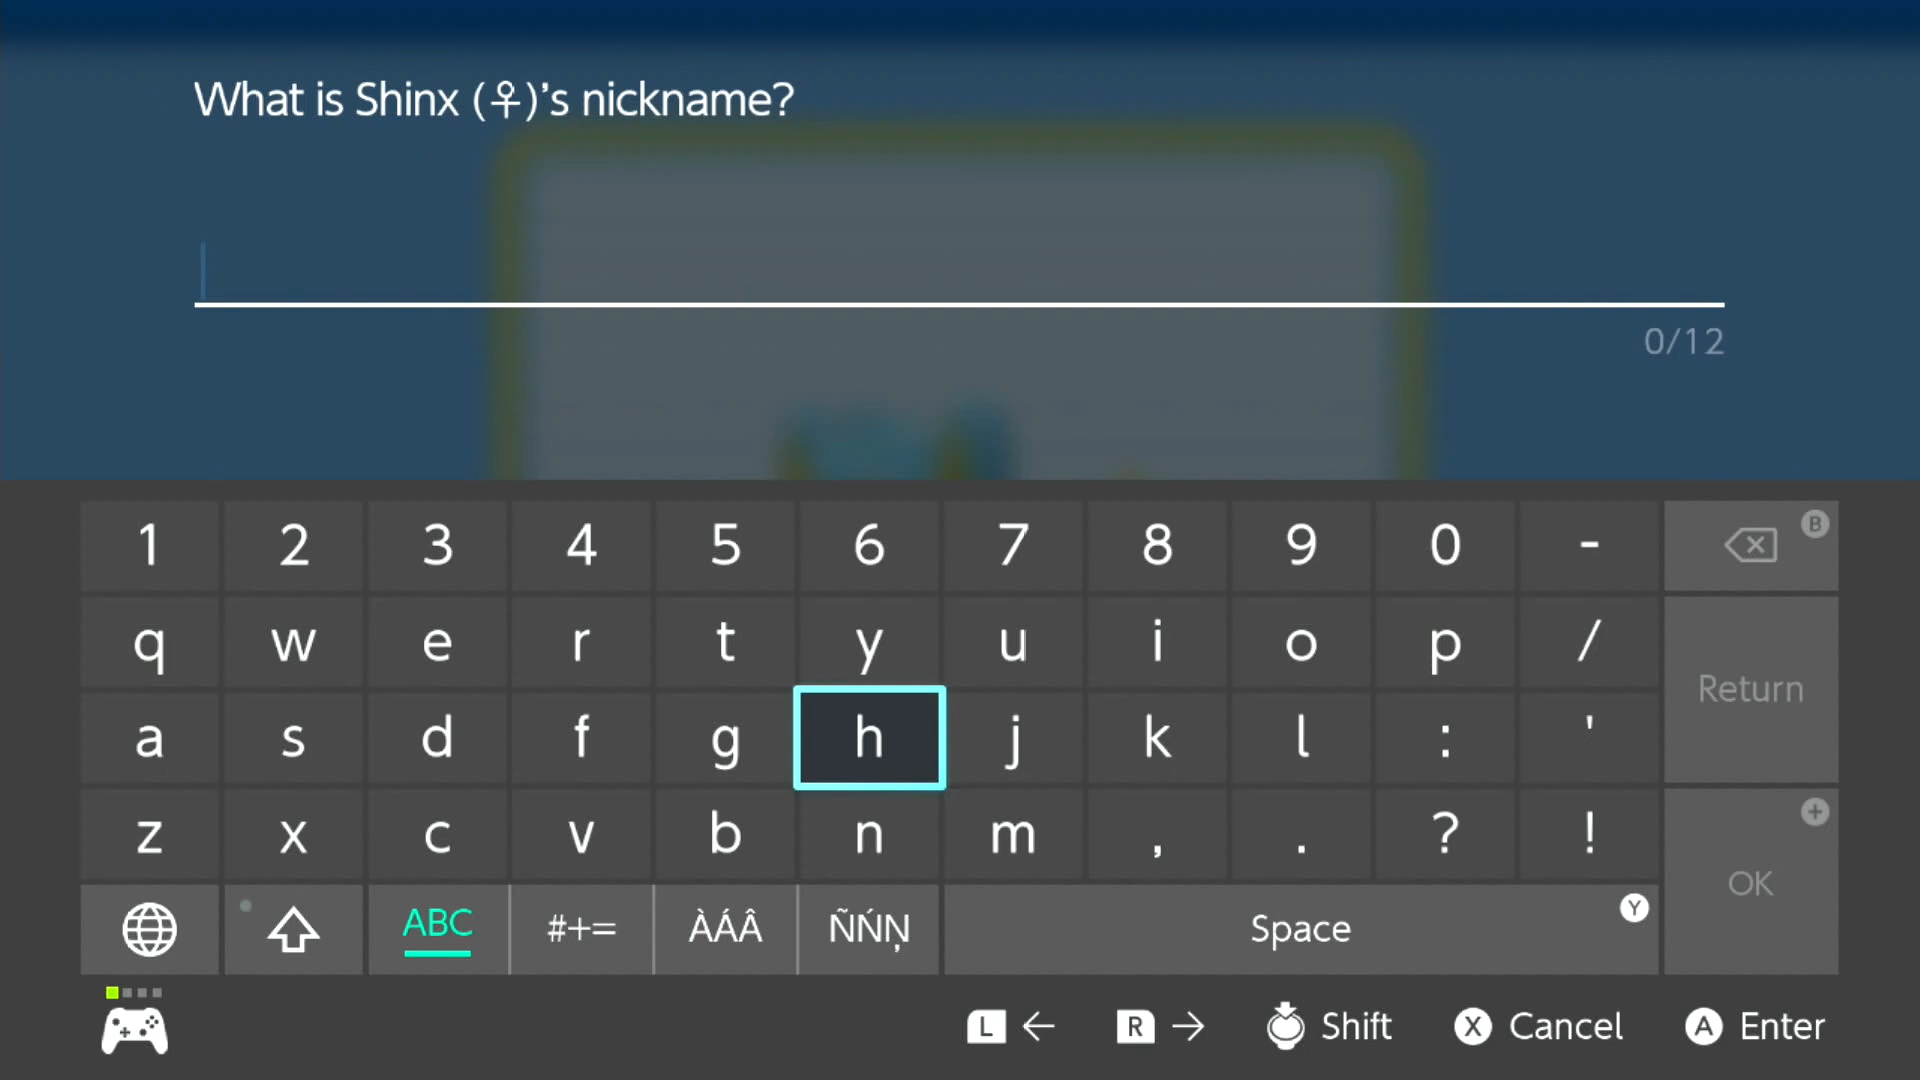 What is Shinx (♀)'s nickname?
0/12
1 2 3 4 5 6 7 8 9 0 - B
q w e r t y u i o p / Return
a s d f g h j k l : '
z x c v b n m , . ? ! + OK
ABC #+= ÀÁÂ ÑŃŅ Space Y
L ← R → Shift X Cancel A Enter